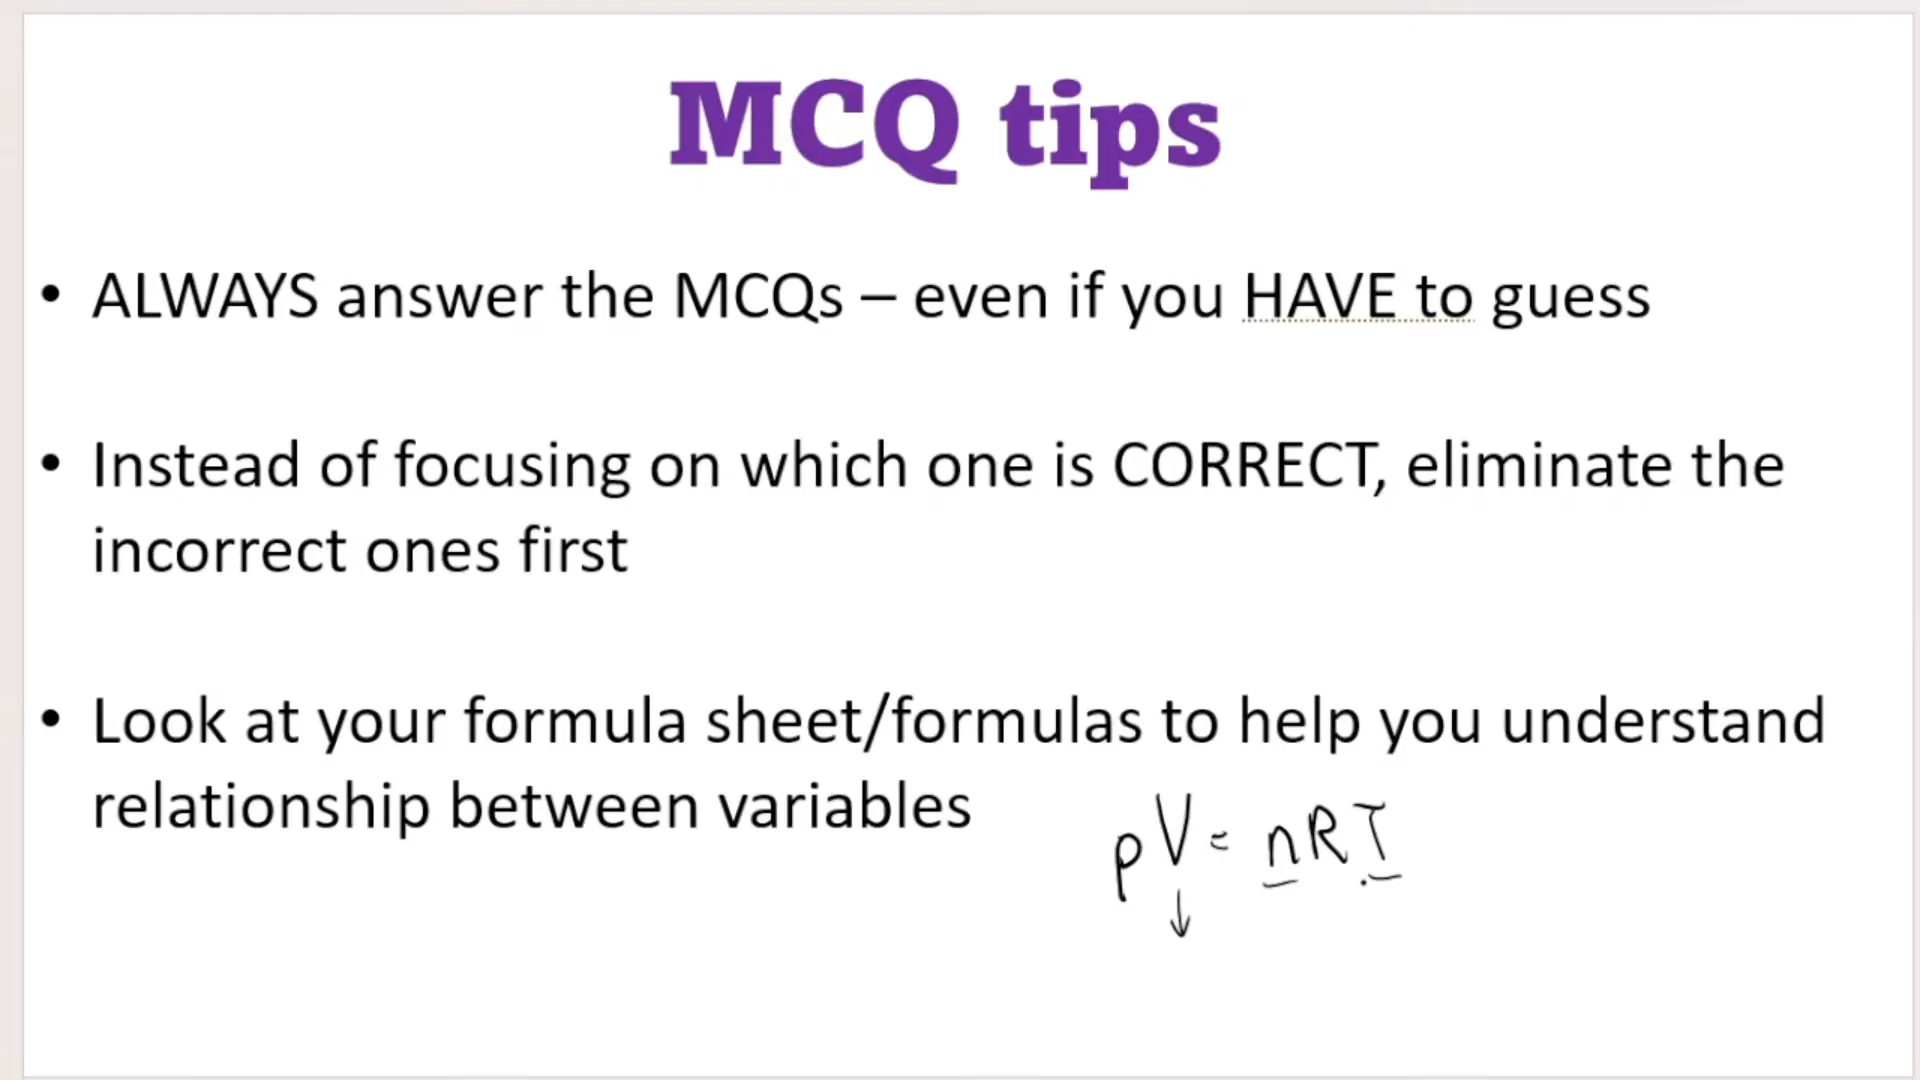 MCQ tips
• ALWAYS answer the MCQs – even if you HAVE to guess
• Instead of focusing on which one is CORRECT, eliminate the
incorrect ones first
• Look at your formula sheet/formulas to help you understand
relationship between variables
pV = nRT
↓